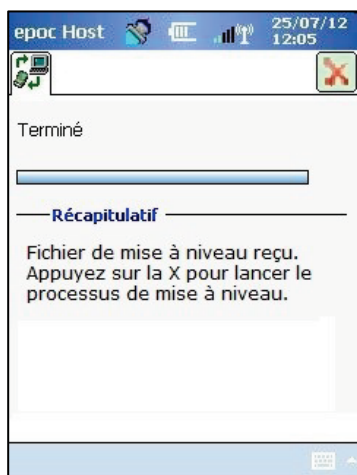 epoc Host
25/07/12
12:05
Terminé
Récapitulatif
Fichier de mise à niveau reçu.
Appuyez sur la X pour lancer le
processus de mise à niveau.